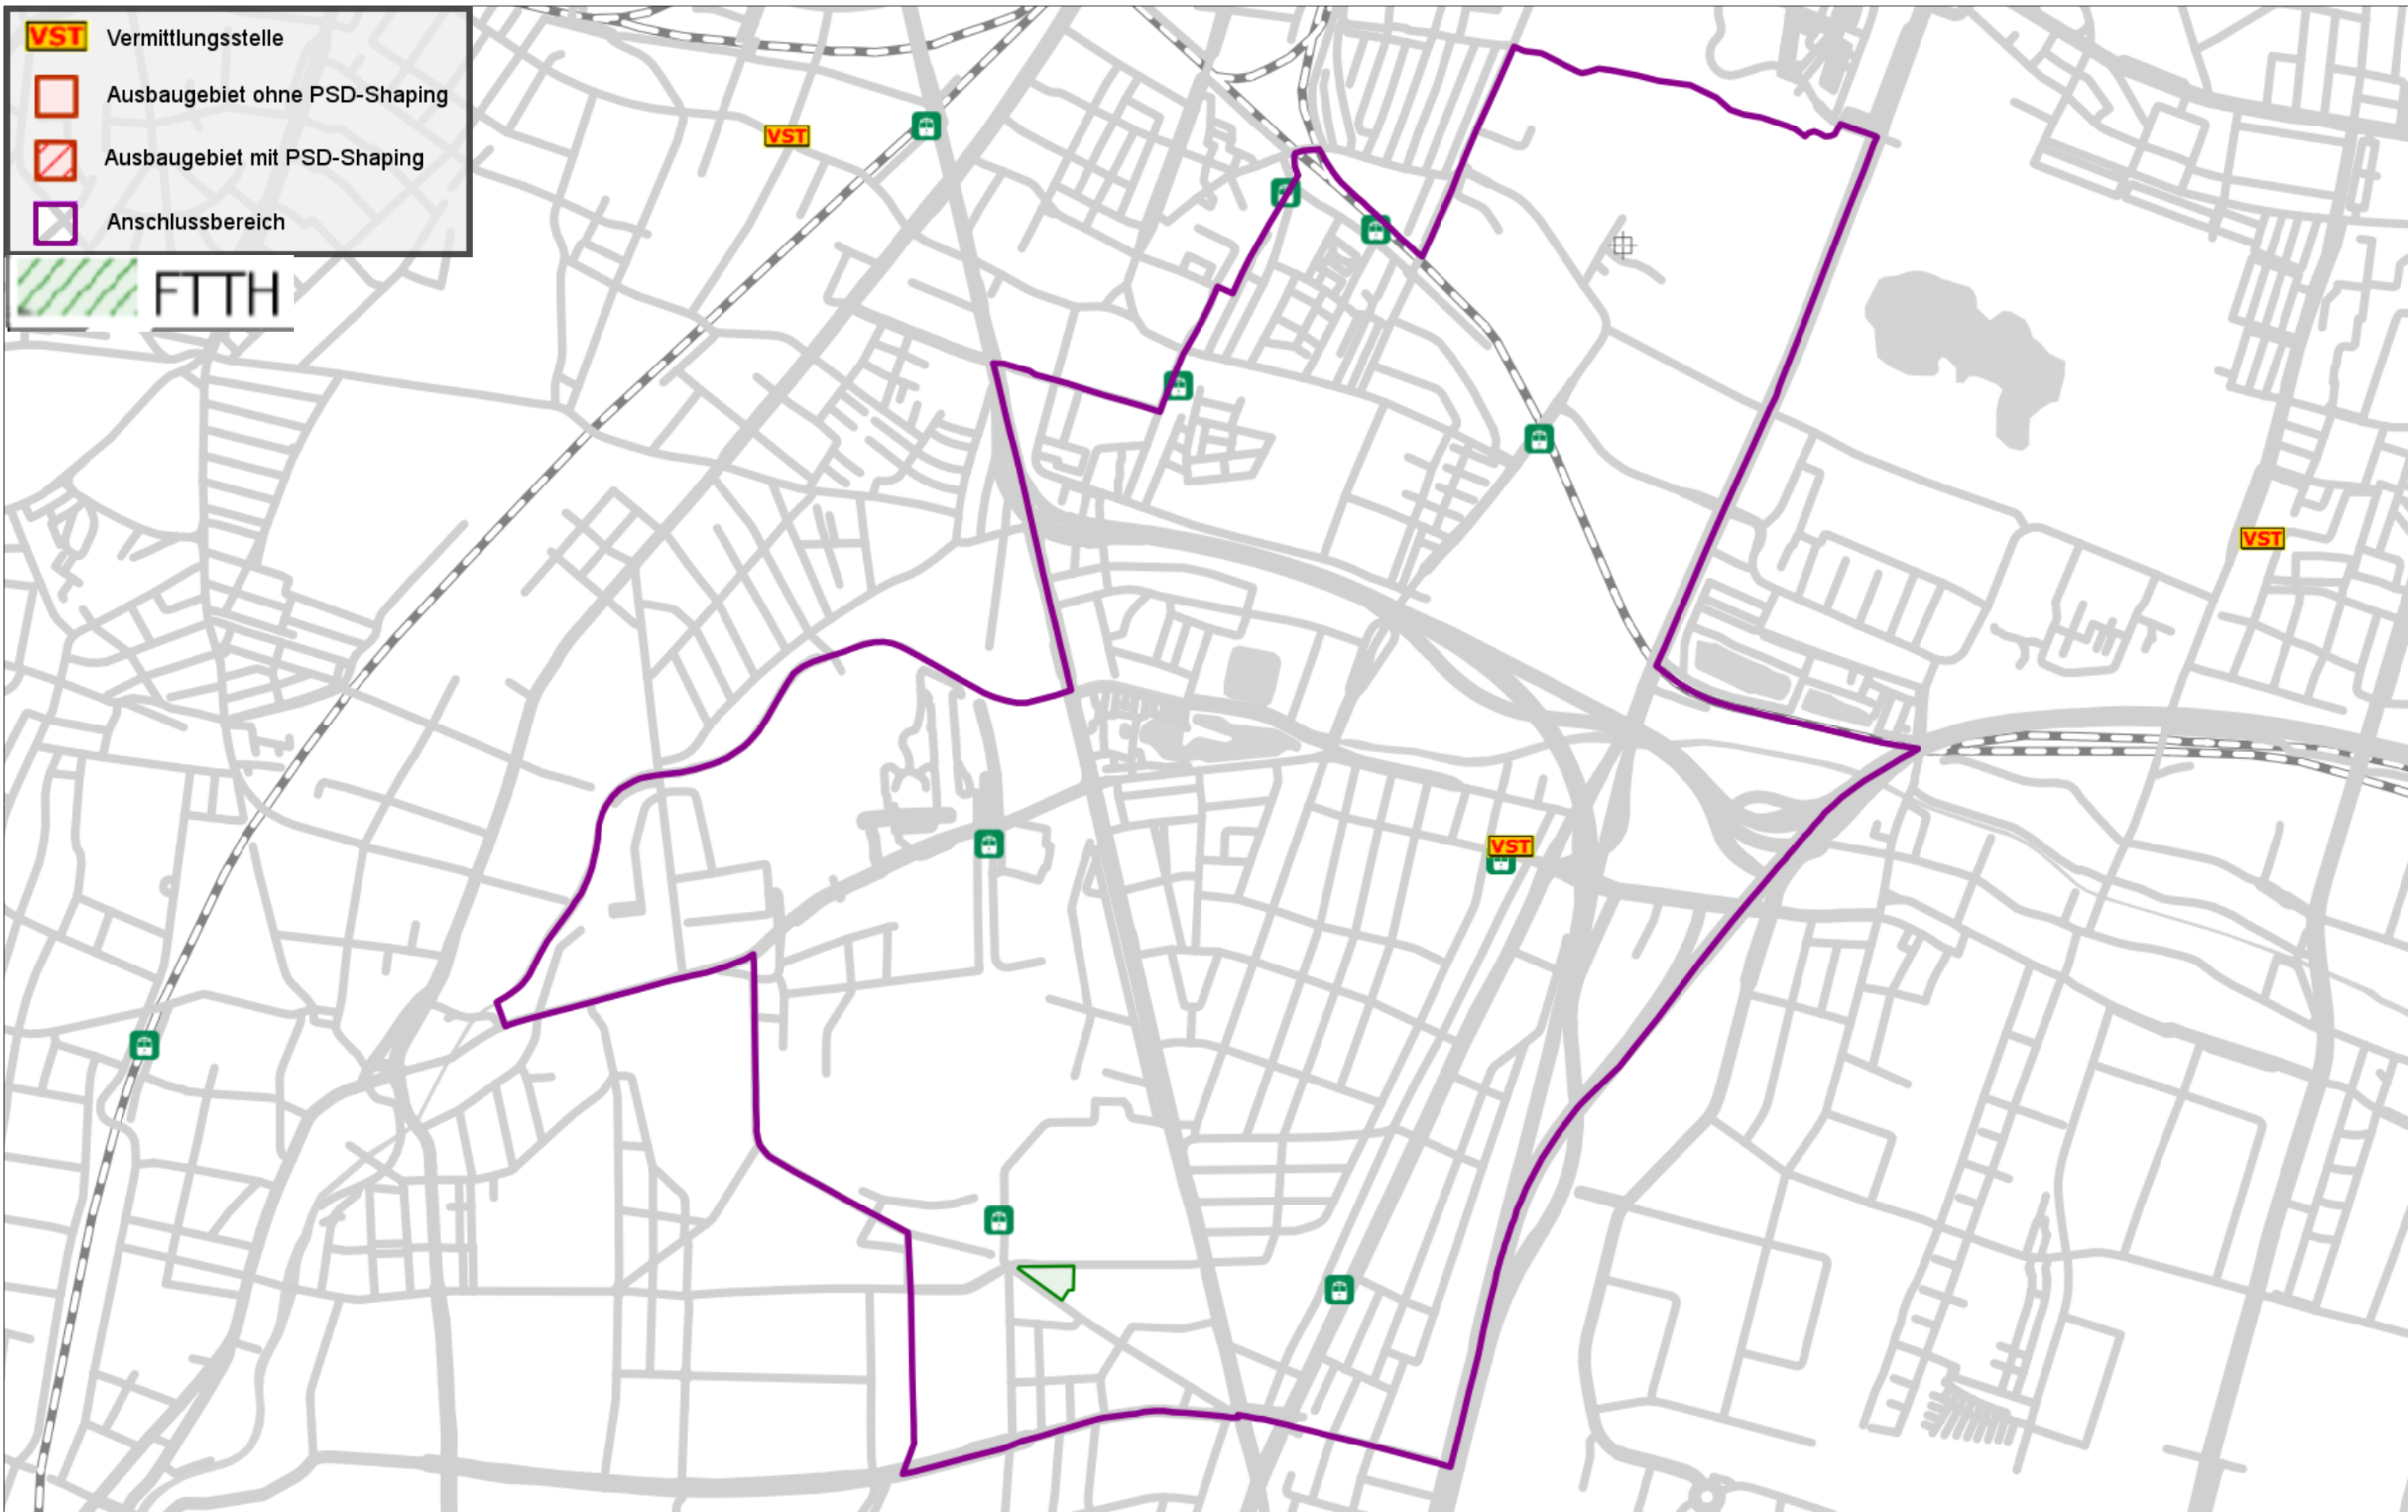 VST Vermittlungsstelle
Ausbaugebiet ohne PSD-Shaping
Ausbaugebiet mit PSD-Shaping
Anschlussbereich
FTTH
VST
VST
VST